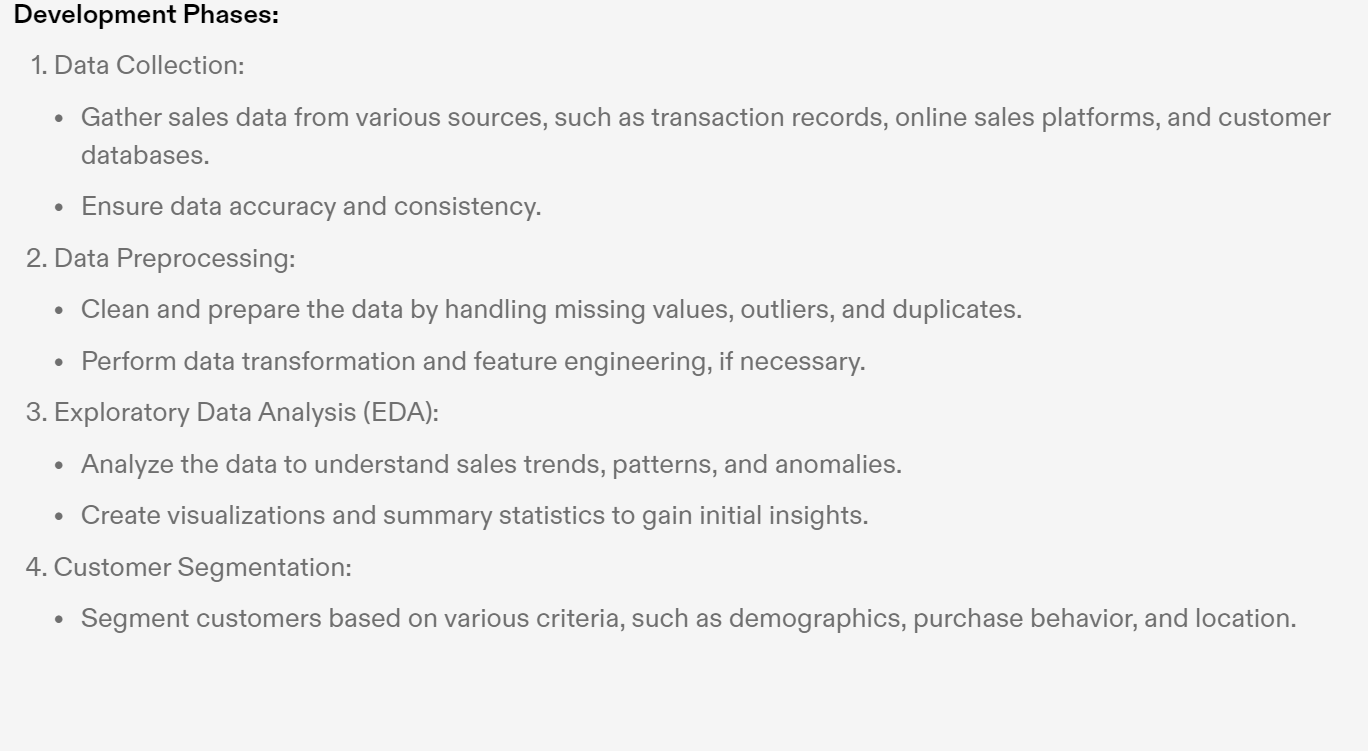 Development Phases:
1. Data Collection:
• Gather sales data from various sources, such as transaction records, online sales platforms, and customer
databases.
• Ensure data accuracy and consistency.
2. Data Preprocessing:
• Clean and prepare the data by handling missing values, outliers, and duplicates.
• Perform data transformation and feature engineering, if necessary.
3. Exploratory Data Analysis (EDA):
• Analyze the data to understand sales trends, patterns, and anomalies.
• Create visualizations and summary statistics to gain initial insights.
4. Customer Segmentation:
• Segment customers based on various criteria, such as demographics, purchase behavior, and location.